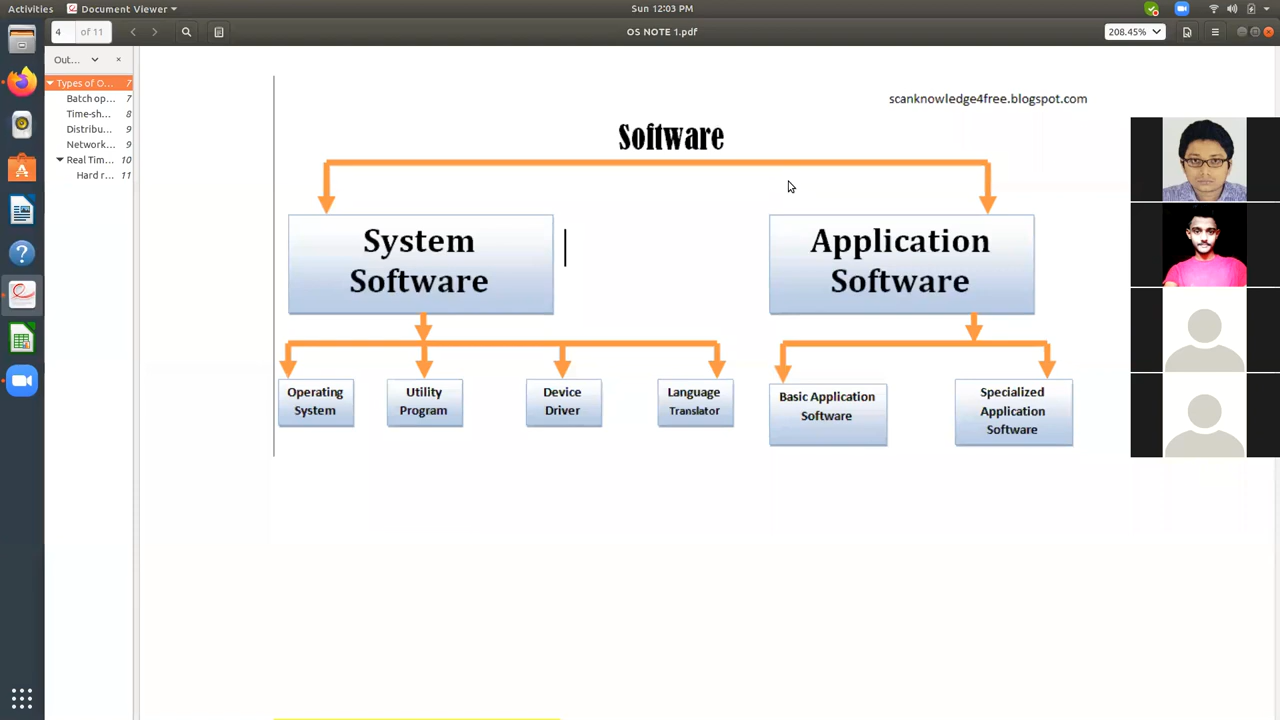 Activities
Document Viewer
Sun 12:03 PM
4
of 11
OS NOTE 1.pdf
208.45%
Out...
Types of O... 7
Batch op... 7
Time-sh... 8
Distribu... 9
Network... 9
Real Tim... 10
Hard r... 11
scanknowledge4free.blogspot.com
Software
System
Software
Application
Software
Operating
System
Utility
Program
Device
Driver
Language
Translator
Basic Application
Software
Specialized
Application
Software